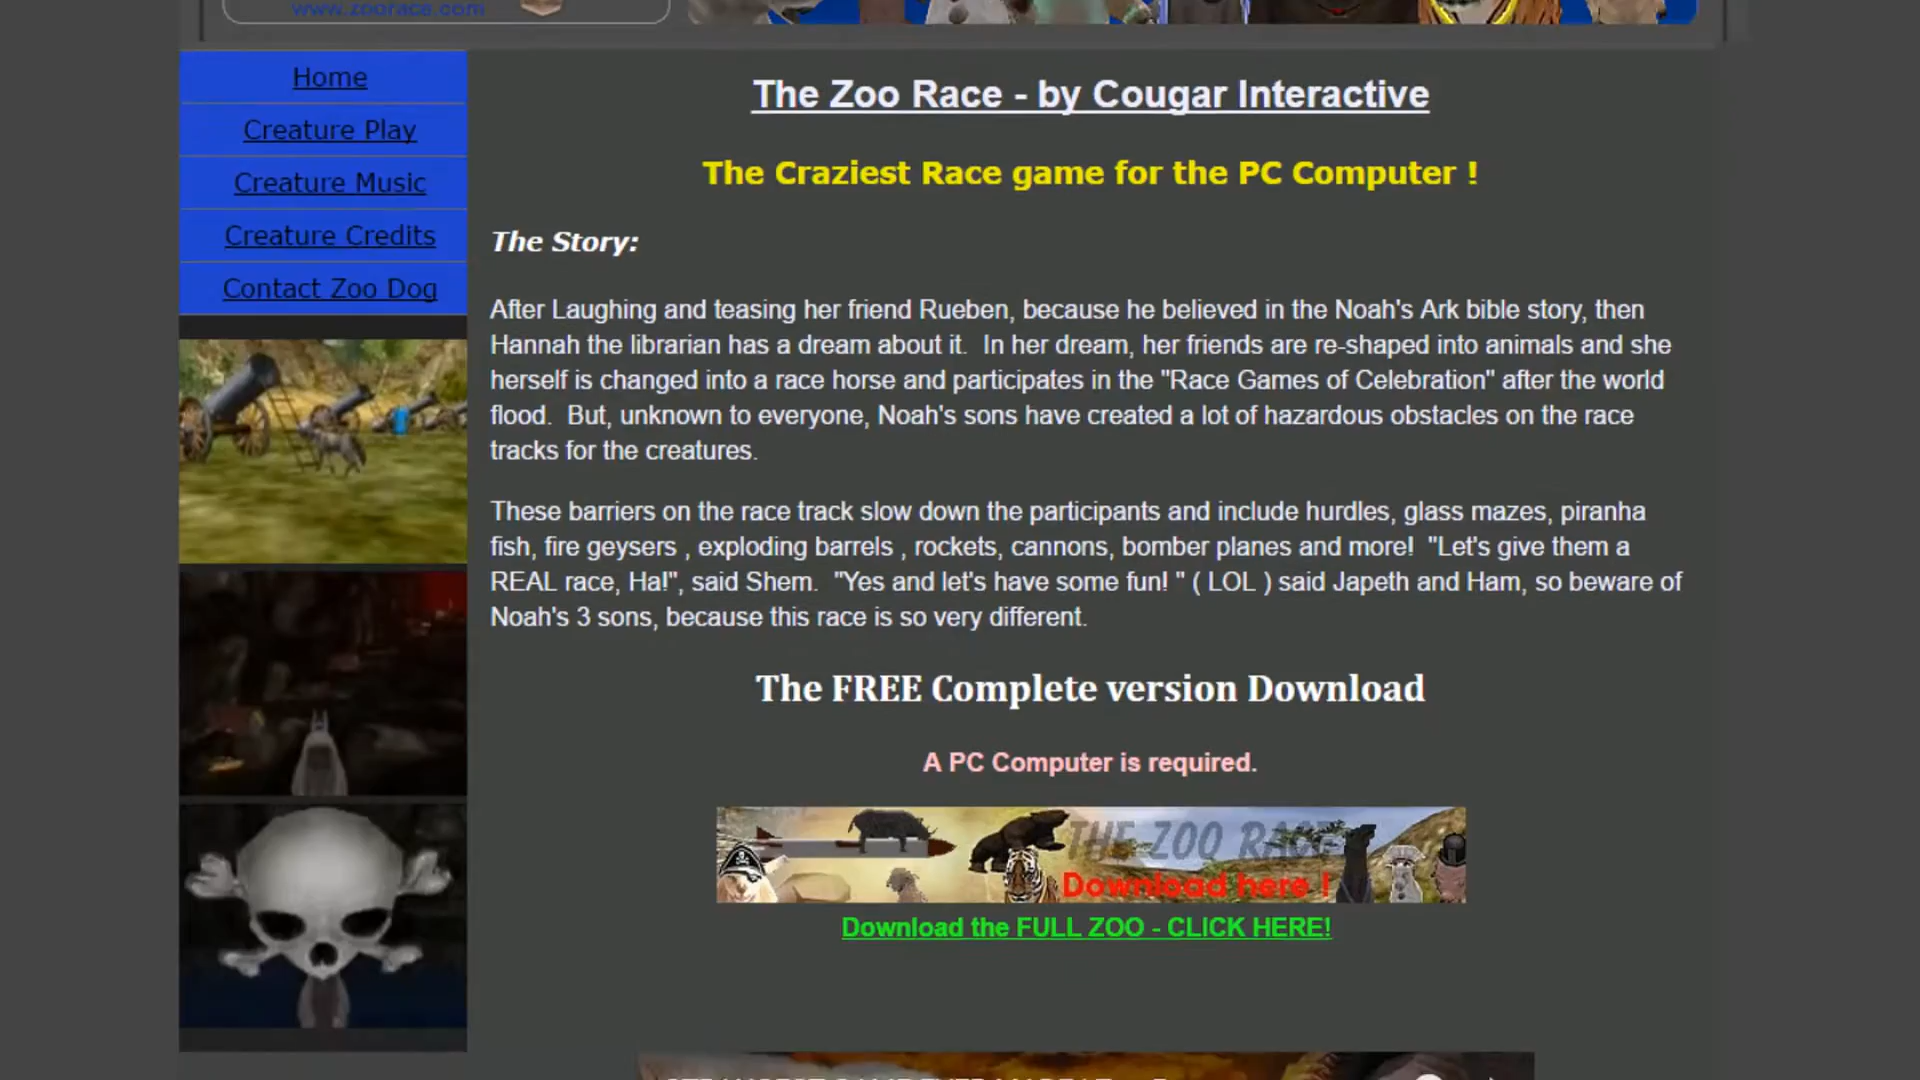 www.zoorace.com
Home
Creature Play
Creature Music
Creature Credits
Contact Zoo Dog
The Zoo Race - by Cougar Interactive
The Craziest Race game for the PC Computer !
The Story:
After Laughing and teasing her friend Rueben, because he believed in the Noah's Ark bible story, then
Hannah the librarian has a dream about it. In her dream, her friends are re-shaped into animals and she
herself is changed into a race horse and participates in the "Race Games of Celebration" after the world
flood. But, unknown to everyone, Noah's sons have created a lot of hazardous obstacles on the race
tracks for the creatures.
These barriers on the race track slow down the participants and include hurdles, glass mazes, piranha
fish, fire geysers , exploding barrels , rockets, cannons, bomber planes and more! "Let's give them a
REAL race, Ha!", said Shem. "Yes and let's have some fun! " ( LOL ) said Japeth and Ham, so beware of
Noah's 3 sons, because this race is so very different.
The FREE Complete version Download
A PC Computer is required.
THE ZOO RACE
Download here !
Download the FULL ZOO - CLICK HERE!